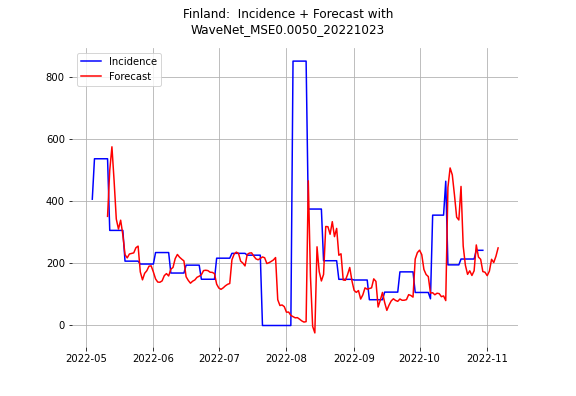 Finland:  Incidence + Forecast with
WaveNet_MSE0.0050_20221023
Incidence
Forecast
800
600
400
200
0
2022-05 2022-06 2022-07 2022-08 2022-09 2022-10 2022-11